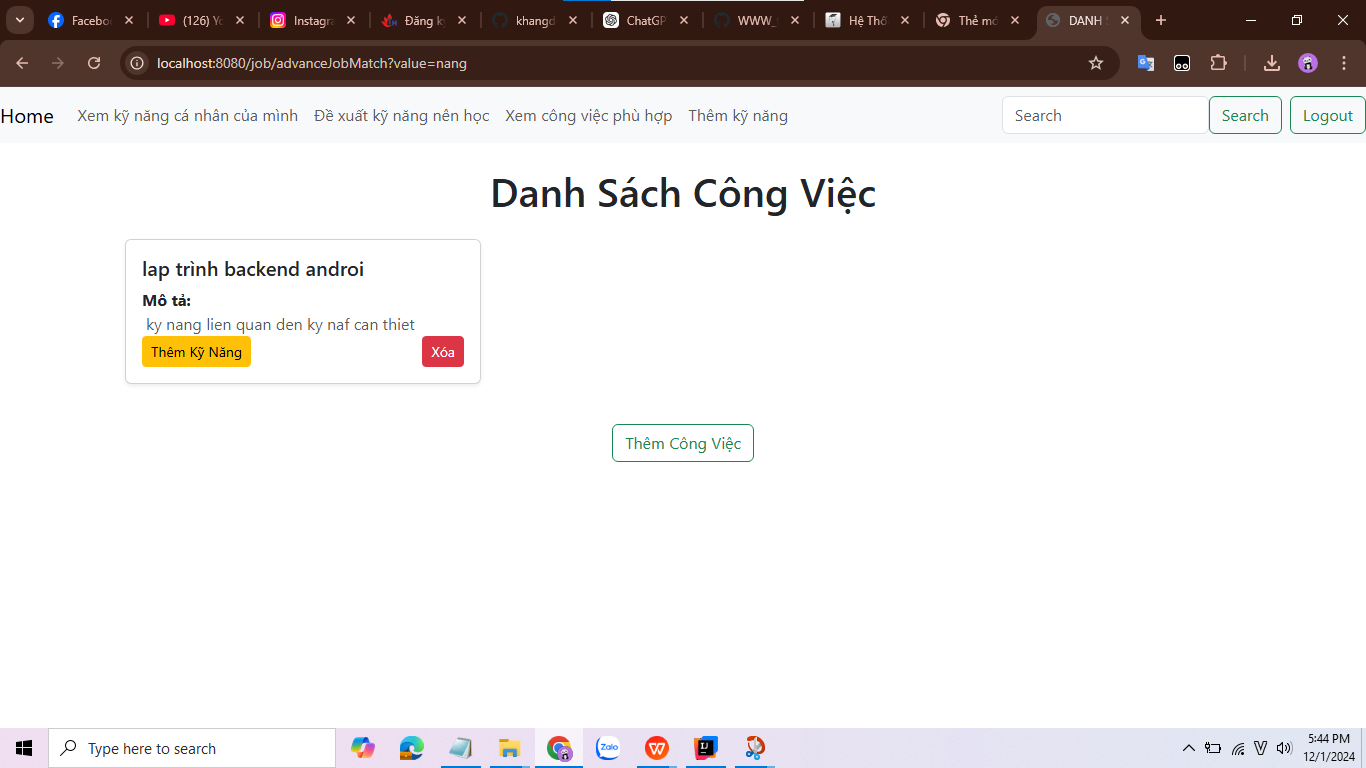 Facebo
(126) Yo
Instagra
Đăng k
khangd
ChatGP
WWW_
Hệ Thố
Thẻ mớ
DANH
localhost:8080/job/advanceJobMatch?value=nang
Home
Xem kỹ năng cá nhân của mình
Đề xuất kỹ năng nên học
Xem công việc phù hợp
Thêm kỹ năng
Search
Search
Logout
Danh Sách Công Việc
lap trình backend androi
Mô tả:
ky nang lien quan den ky naf can thiet
Thêm Kỹ Năng
Xóa
Thêm Công Việc
Type here to search
Zalo
5:44 PM
12/1/2024